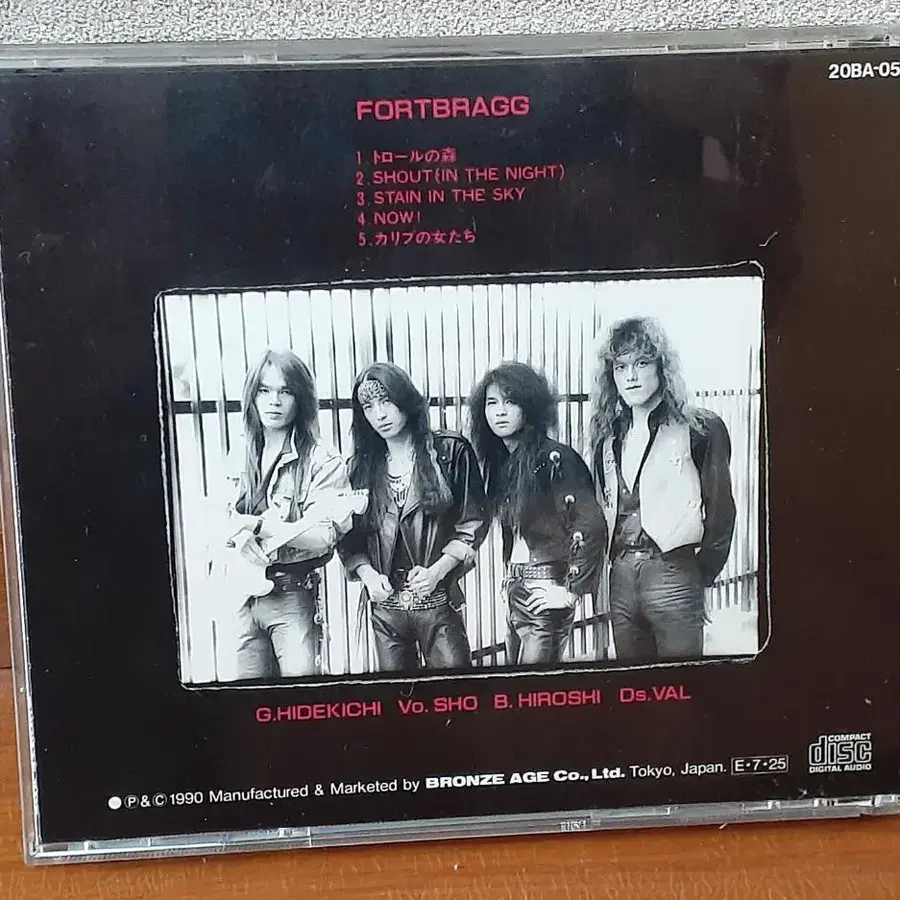 20BA-05
FORTBRAGG
1. トロールの森
2. SHOUT(IN THE NIGHT)
3. STAIN IN THE SKY
4. NOW!
5. カリブの女たち
G.HIDEKICHI Vo. SHO B. HIROSHI Ds.VAL
COMPACT
disc
DIGITAL AUDIO
●Ⓟ&Ⓒ1990 Manufactured & Marketed by BRONZE AGE Co.,Ltd. Tokyo, Japan. E•7•25